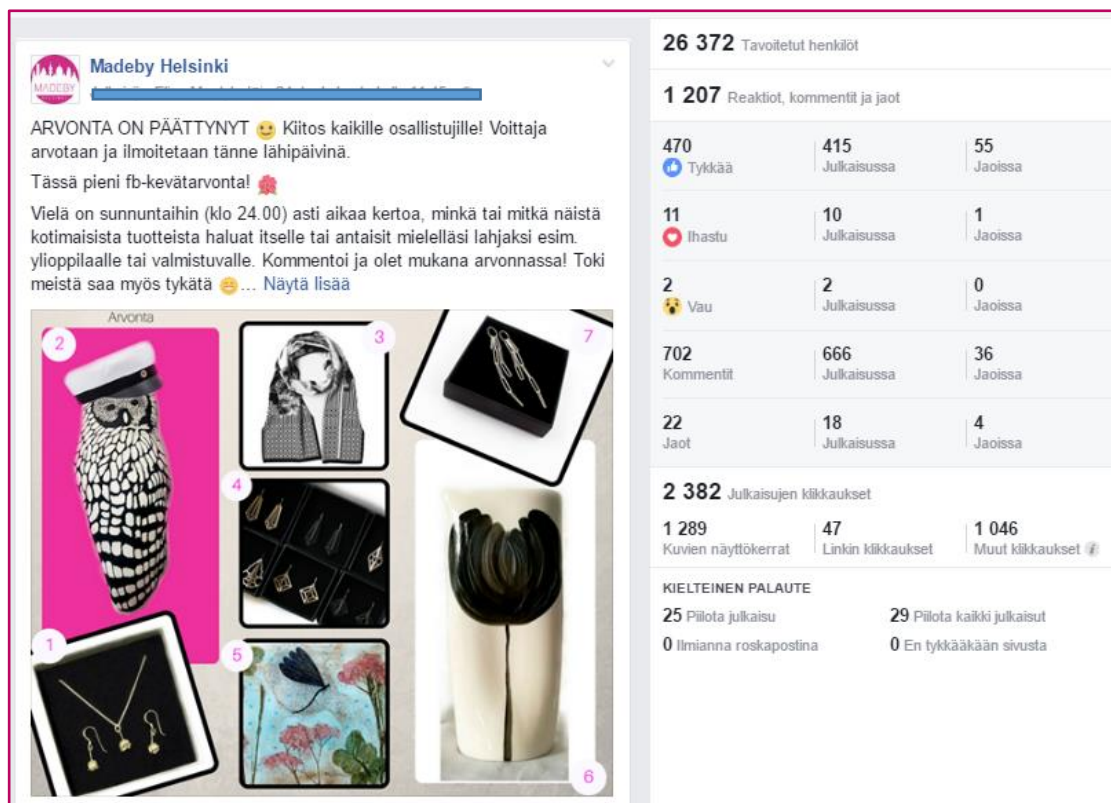 Madeby Helsinki
MADEBY
ARVONTA ON PÄÄTTYNYT Kiitos kaikille osallistujille! Voittaja
arvotaan ja ilmoitetaan tänne lähipäivinä.
Tässä pieni fb-kevätarvonta!
Vielä on sunnuntaihin (klo 24.00) asti aikaa kertoa, minkä tai mitkä näistä
kotimaisista tuotteista haluat itselle tai antaisit mielelläsi lahjaksi esim.
ylioppilaalle tai valmistuvalle. Kommentoi ja olet mukana arvonnassa! Toki
meistä saa myös tykätä ... Näytä lisää
Arvonta
2
3
7
4
1
5
6
26 372 Tavoitetut henkilöt
1 207 Reaktiot, kommentit ja jaot
470 415 55
Tykkää Julkaisussa Jaoissa
11 10 1
Ihastu Julkaisussa Jaoissa
2 2 0
Vau Julkaisussa Jaoissa
702 666 36
Kommentit Julkaisussa Jaoissa
22 18 4
Jaot Julkaisussa Jaoissa
2 382 Julkaisujen klikkaukset
1 289 47 1 046
Kuvien näyttökerrat Linkin klikkaukset Muut klikkaukset i
KIELTEINEN PALAUTE
25 Piilota julkaisu 29 Piilota kaikki julkaisut
0 Ilmianna roskapostina 0 En tykkääkään sivusta